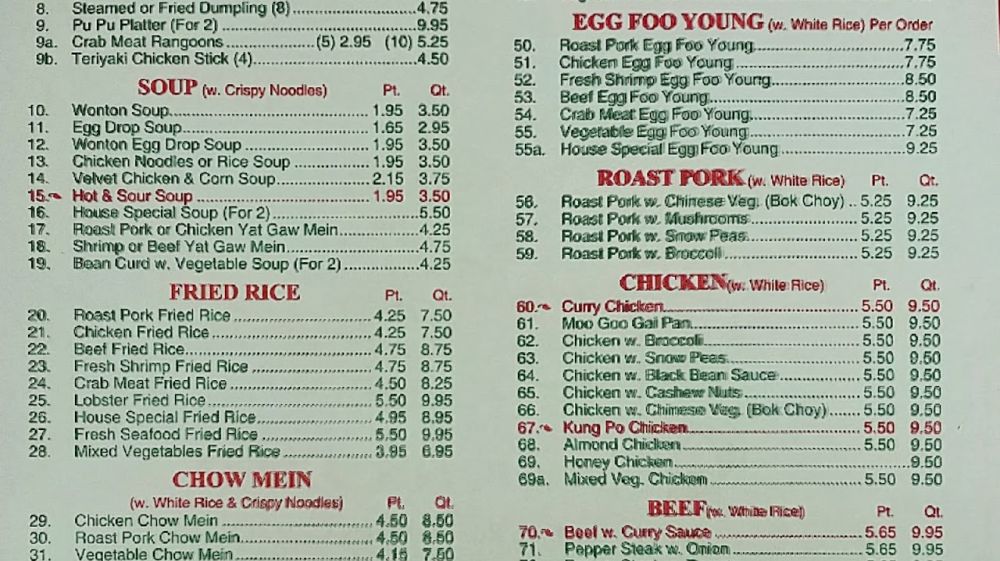 8. Steamed or Fried Dumpling (8)..........4.75
9. Pu Pu Platter (For 2)..........9.95
9a. Crab Meat Rangoons..........(5) 2.95 (10) 5.25
9b. Teriyaki Chicken Stick (4)..........4.50
SOUP (w. Crispy Noodles) Pt. Qt.
10. Wonton Soup..........1.95 3.50
11. Egg Drop Soup..........1.65 2.95
12. Wonton Egg Drop Soup..........1.95 3.50
13. Chicken Noodles or Rice Soup..........1.95 3.50
14. Velvet Chicken & Corn Soup..........2.15 3.75
15. Hot & Sour Soup..........1.95 3.50
16. House Special Soup (For 2)..........5.50
17. Roast Pork or Chicken Yat Gaw Mein..........4.25
18. Shrimp or Beef Yat Gaw Mein..........4.75
19. Bean Curd w. Vegetable Soup (For 2)..........4.25
FRIED RICE Pt. Qt.
20. Roast Pork Fried Rice..........4.25 7.50
21. Chicken Fried Rice..........4.25 7.50
22. Beef Fried Rice..........4.75 8.75
23. Fresh Shrimp Fried Rice..........4.75 8.75
24. Crab Meat Fried Rice..........4.50 8.25
25. Lobster Fried Rice..........5.50 9.95
26. House Special Fried Rice..........4.95 8.95
27. Fresh Seafood Fried Rice..........5.50 9.95
28. Mixed Vegetables Fried Rice..........3.95 6.95
CHOW MEIN
(w. White Rice & Crispy Noodles) Pt. Qt.
29. Chicken Chow Mein..........4.50 8.50
30. Roast Pork Chow Mein..........4.50 8.50
31. Vegetable Chow Mein..........4.15 7.50
EGG FOO YOUNG (w. White Rice) Per Order
50. Roast Pork Egg Foo Young..........7.75
51. Chicken Egg Foo Young..........7.75
52. Fresh Shrimp Egg Foo Young..........8.50
53. Beef Egg Foo Young..........8.50
54. Crab Meat Egg Foo Young..........7.25
55. Vegetable Egg Foo Young..........7.25
55a. House Special Egg Foo Young..........9.25
ROAST PORK (w. White Rice) Pt. Qt.
56. Roast Pork w. Chinese Veg. (Bok Choy)..5.25 9.25
57. Roast Pork w. Mushrooms..........5.25 9.25
58. Roast Pork w. Snow Peas..........5.25 9.25
59. Roast Pork w. Broccoli..........5.25 9.25
CHICKEN (w. White Rice) Pt. Qt.
60. Curry Chicken..........5.50 9.50
61. Moo Goo Gai Pan..........5.50 9.50
62. Chicken w. Broccoli..........5.50 9.50
63. Chicken w. Snow Peas..........5.50 9.50
64. Chicken w. Black Bean Sauce..........5.50 9.50
65. Chicken w. Cashew Nuts..........5.50 9.50
66. Chicken w. Chinese Veg. (Bok Choy)......5.50 9.50
67. Kung Po Chicken..........5.50 9.50
68. Almond Chicken..........5.50 9.50
69. Honey Chicken..........9.50
69a. Mixed Veg. Chicken..........5.50 9.50
BEEF (w. White Rice) Pt. Qt.
70. Beef w. Curry Sauce..........5.65 9.95
71. Pepper Steak w. Onion..........5.65 9.95